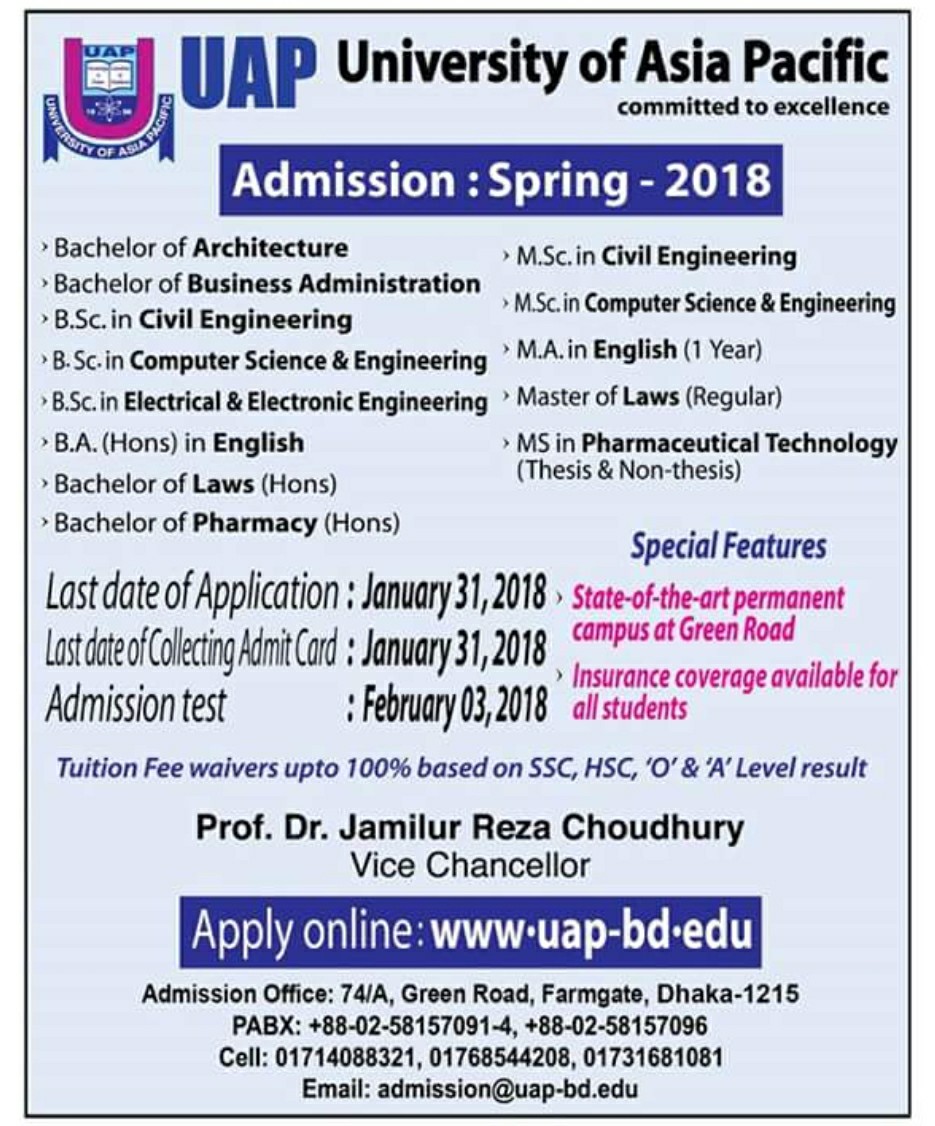 UAP
1996
UNIVERSITY OF ASIA PACIFIC
UAP University of Asia Pacific
committed to excellence
Admission : Spring - 2018
› Bachelor of Architecture
› Bachelor of Business Administration
› B.Sc. in Civil Engineering
› B.Sc. in Computer Science & Engineering
› B.Sc. in Electrical & Electronic Engineering
› B.A. (Hons) in English
› Bachelor of Laws (Hons)
› Bachelor of Pharmacy (Hons)
› M.Sc. in Civil Engineering
› M.Sc. in Computer Science & Engineering
› M.A. in English (1 Year)
› Master of Laws (Regular)
› MS in Pharmaceutical Technology
(Thesis & Non-thesis)
Last date of Application : January 31, 2018
Last date of Collecting Admit Card : January 31, 2018
Admission test : February 03, 2018
Special Features
› State-of-the-art permanent
campus at Green Road
› Insurance coverage available for
all students
Tuition Fee waivers upto 100% based on SSC, HSC, ‘O’ & ‘A’ Level result
Prof. Dr. Jamilur Reza Choudhury
Vice Chancellor
Apply online: www·uap-bd·edu
Admission Office: 74/A, Green Road, Farmgate, Dhaka-1215
PABX: +88-02-58157091-4, +88-02-58157096
Cell: 01714088321, 01768544208, 01731681081
Email: admission@uap-bd.edu